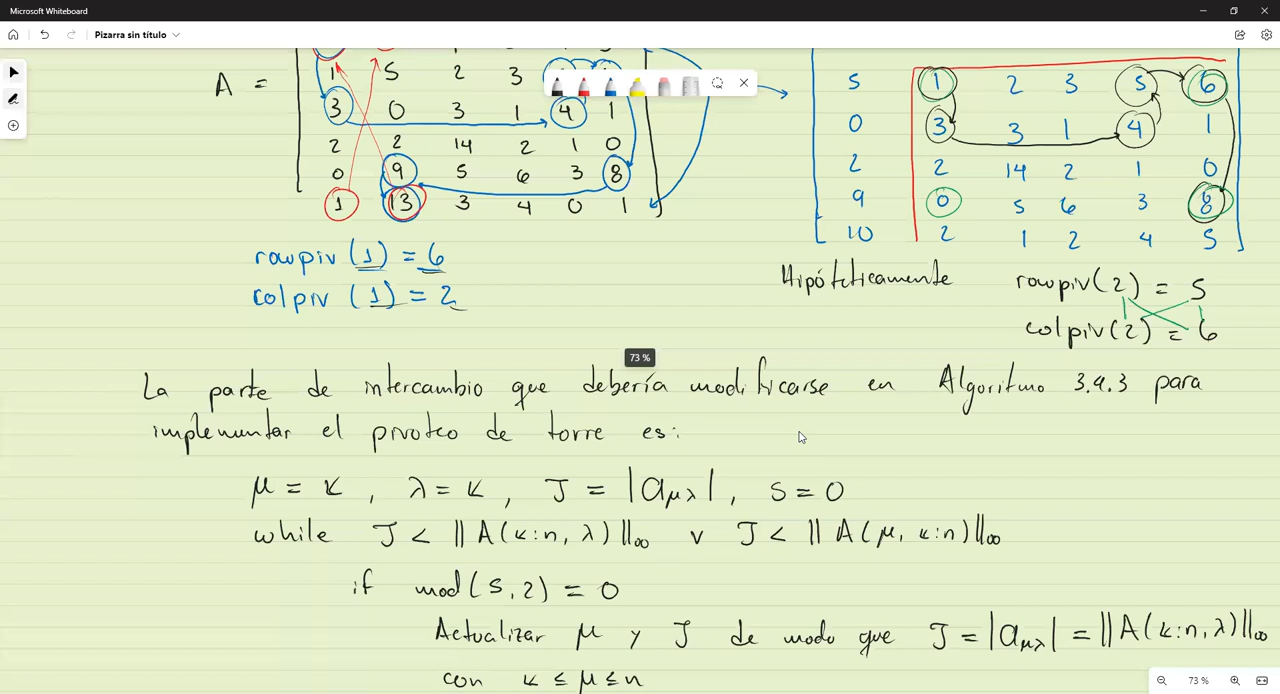 Microsoft Whiteboard
Pizarra sin título
A =
1 5 2 3
3 0 3 1 4 1
2 2 14 2 1 0
0 9 5 6 3 8
1 13 3 4 0 1
rowpiv (1) = 6
colpiv (1) = 2
5 1 2 3 5 6
0 3 3 1 4 1
2 2 14 2 1 0
9 0 5 6 3 8
10 2 1 2 4 5
Hipóteticamente
rowpiv(2) = 5
colpiv(2) = 6
73 %
La parte de intercambio que debería modificarse en Algoritmo 3.4.3 para
implementar el pivoteo de torre es:
μ = k , λ = k , J = |aμλ| , s = 0
while J < || A(k:n, λ) ||∞ v J < || A(μ, k:n) ||∞
if mod(s, 2) = 0
Actualizar μ y J de modo que J = |aμλ| = || A(k:n, λ) ||∞
con k ≤ μ ≤ n
73 %